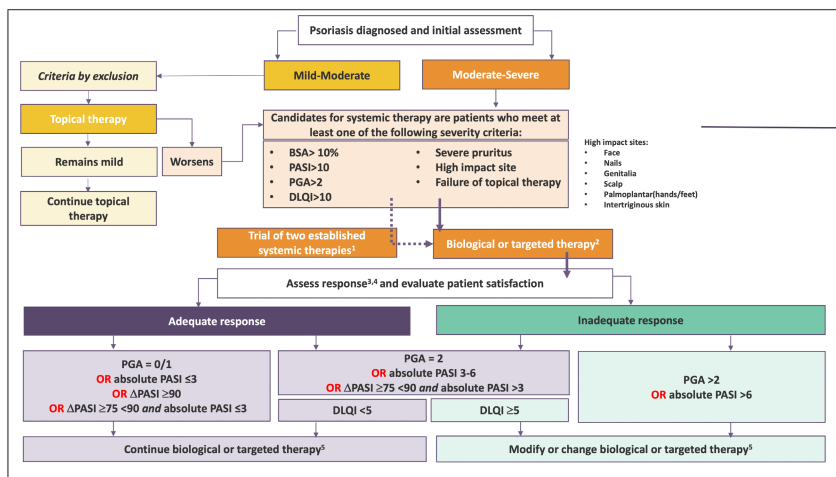 Psoriasis diagnosed and initial assessment
Criteria by exclusion
Mild-Moderate
Moderate-Severe
Topical therapy
Candidates for systemic therapy are patients who meet at
least one of the following severity criteria:
Remains mild
Worsens
• BSA> 10%
• PASI>10
• PGA>2
• DLQI>10
• Severe pruritus
• High impact site
• Failure of topical therapy
High impact sites:
• Face
• Nails
• Genitalia
• Scalp
• Palmoplantar(hands/feet)
• Intertriginous skin
Continue topical
therapy
Trial of two established
systemic therapies¹
Biological or targeted therapy²
Assess response³,⁴ and evaluate patient satisfaction
Adequate response
Inadequate response
PGA = 0/1
OR absolute PASI ≤3
OR ΔPASI ≥90
OR ΔPASI ≥75 <90 and absolute PASI ≤3
PGA = 2
OR absolute PASI 3-6
OR ΔPASI ≥75 <90 and absolute PASI >3
DLQI <5
DLQI ≥5
PGA >2
OR absolute PASI >6
Continue biological or targeted therapy⁵
Modify or change biological or targeted therapy⁵